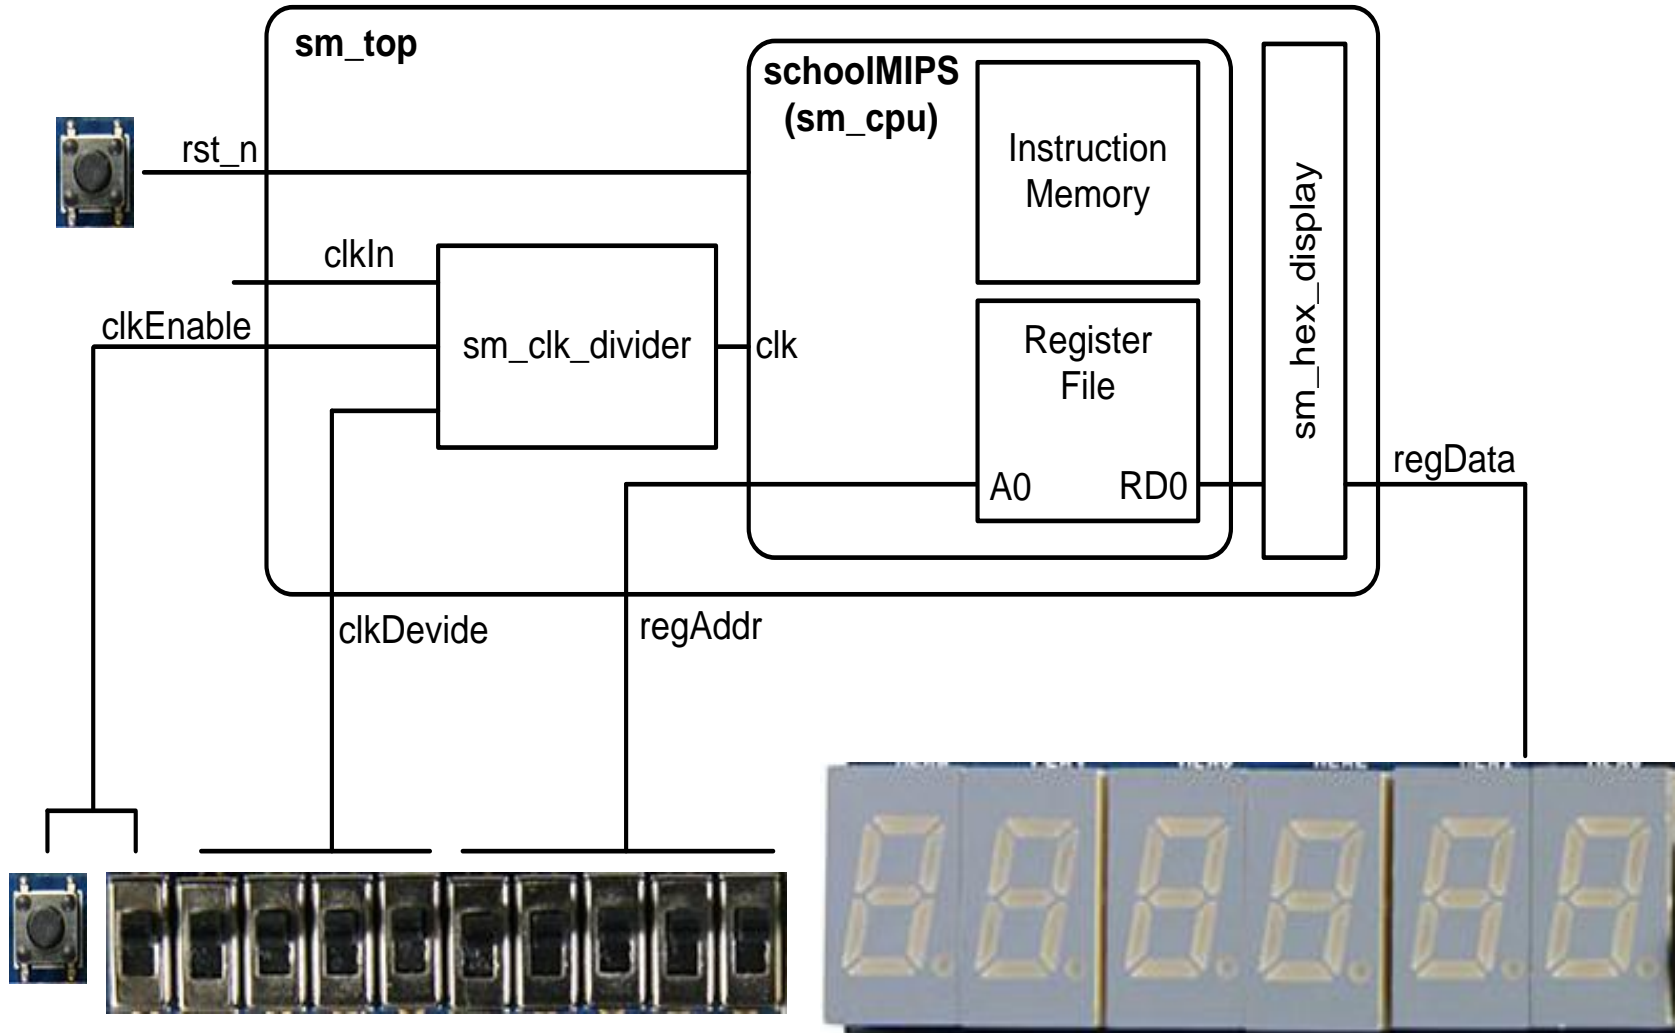 sm_top
schoolMIPS
(sm_cpu)
Instruction
Memory
rst_n
sm_hex_display
clkIn
clkEnable
sm_clk_divider
clk
Register
File
regData
A0
RD0
clkDevide
regAddr